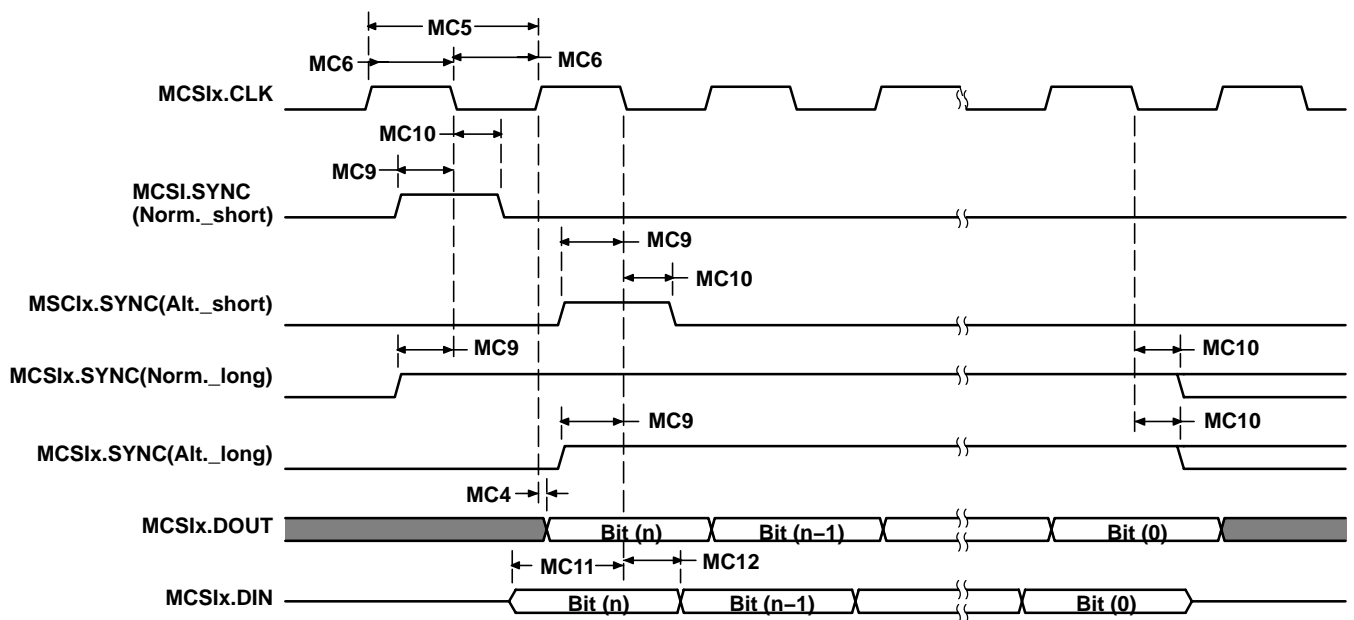 MC5
MC6
MC6
MCSIx.CLK
MC10
MC9
MCSI.SYNC
(Norm._short)
MC9
MC10
MSCIx.SYNC(Alt._short)
MC9
MC10
MCSIx.SYNC(Norm._long)
MC9
MC10
MCSIx.SYNC(Alt._long)
MC4
MCSIx.DOUT
Bit (n)
Bit (n−1)
Bit (0)
MC11
MC12
MCSIx.DIN
Bit (n)
Bit (n−1)
Bit (0)